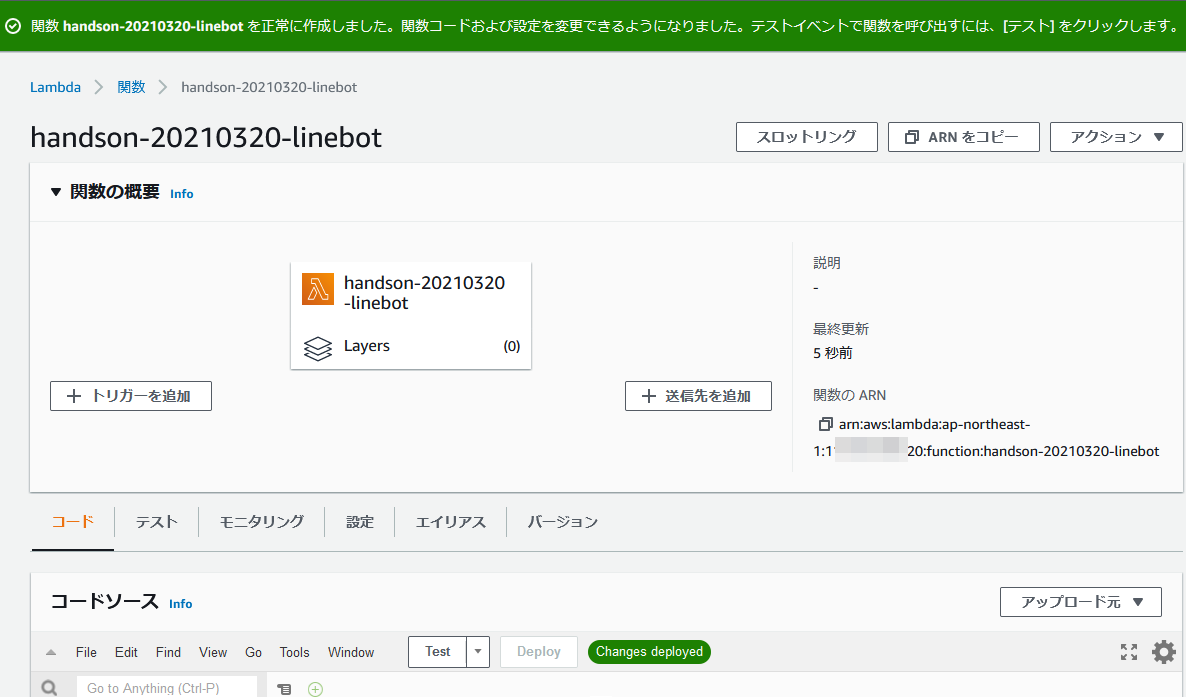 関数 handson-20210320-linebot を正常に作成しました。関数コードおよび設定を変更できるようになりました。テストイベントで関数を呼び出すには、[テスト] をクリックします。
Lambda 関数 handson-20210320-linebot
handson-20210320-linebot
スロットリング ARN をコピー アクション ▼
▼ 関数の概要 Info
handson-20210320
-linebot
Layers (0)
+ トリガーを追加
+ 送信先を追加
説明
-
最終更新
5 秒前
関数の ARN
arn:aws:lambda:ap-northeast-
1:1 20:function:handson-20210320-linebot
コード テスト モニタリング 設定 エイリアス バージョン
コードソース Info
アップロード元 ▼
File Edit Find View Go Tools Window Test Deploy Changes deployed
Go to Anything (Ctrl-P)